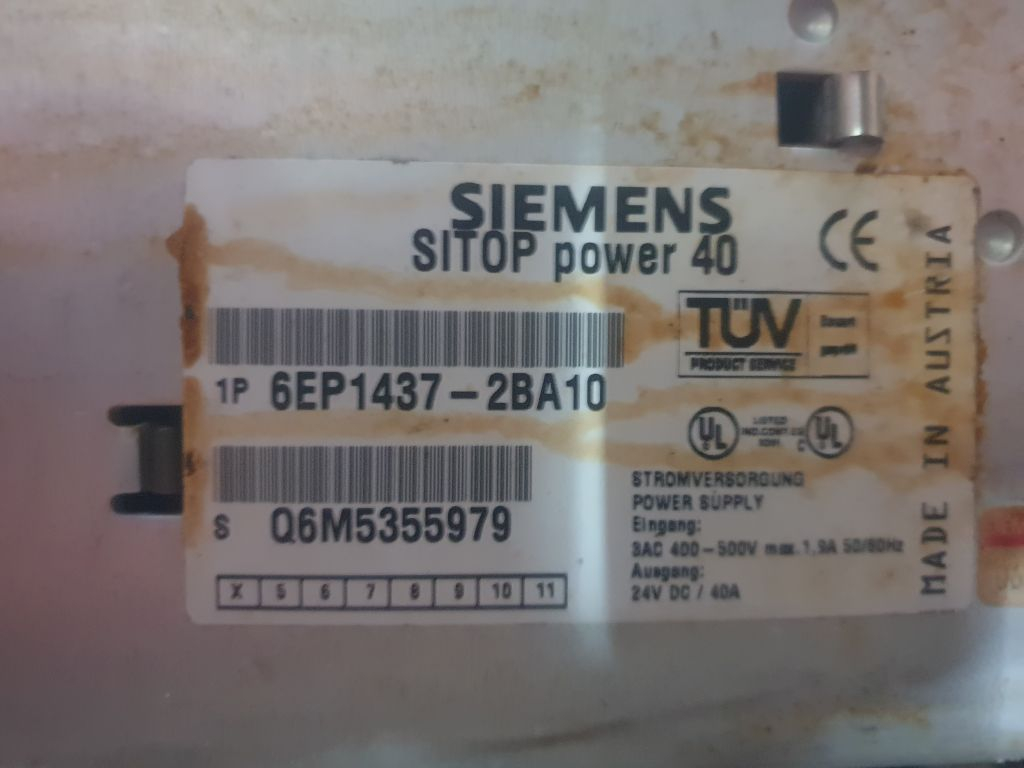 SIEMENS
SITOP power 40
CE
TÜV
PRODUCT SERVICE
1P 6EP1437-2BA10
UL LISTED UL
S Q6M5355979
STROMVERSORGUNG
POWER SUPPLY
Eingang:
3AC 400-500V max.1,9A 50/60Hz
Ausgang:
24V DC / 40A
X 5 6 7 8 9 10 11
MADE IN AUSTRIA